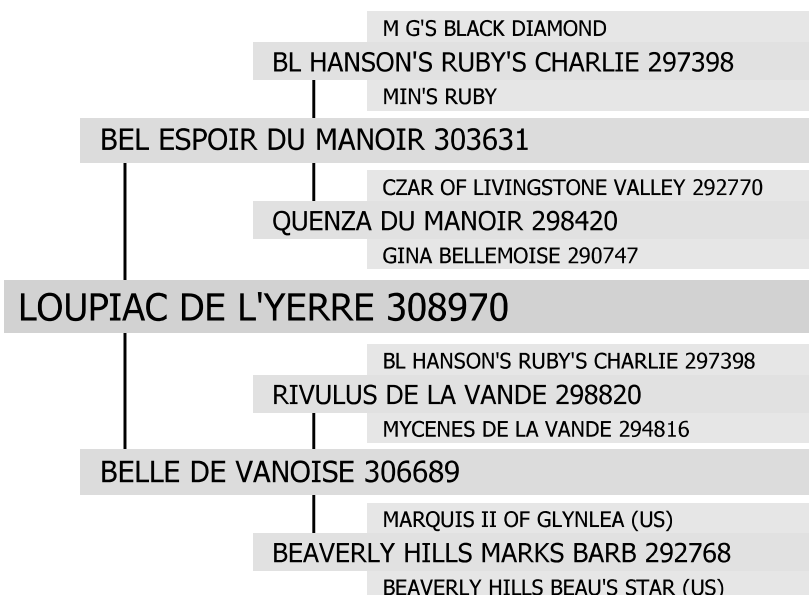 M G'S BLACK DIAMOND
BL HANSON'S RUBY'S CHARLIE 297398
MIN'S RUBY
BEL ESPOIR DU MANOIR 303631
CZAR OF LIVINGSTONE VALLEY 292770
QUENZA DU MANOIR 298420
GINA BELLEMOISE 290747
LOUPIAC DE L'YERRE 308970
BL HANSON'S RUBY'S CHARLIE 297398
RIVULUS DE LA VANDE 298820
MYCENES DE LA VANDE 294816
BELLE DE VANOISE 306689
MARQUIS II OF GLYNLEA (US)
BEAVERLY HILLS MARKS BARB 292768
BEAVERLY HILLS BEAU'S STAR (US)